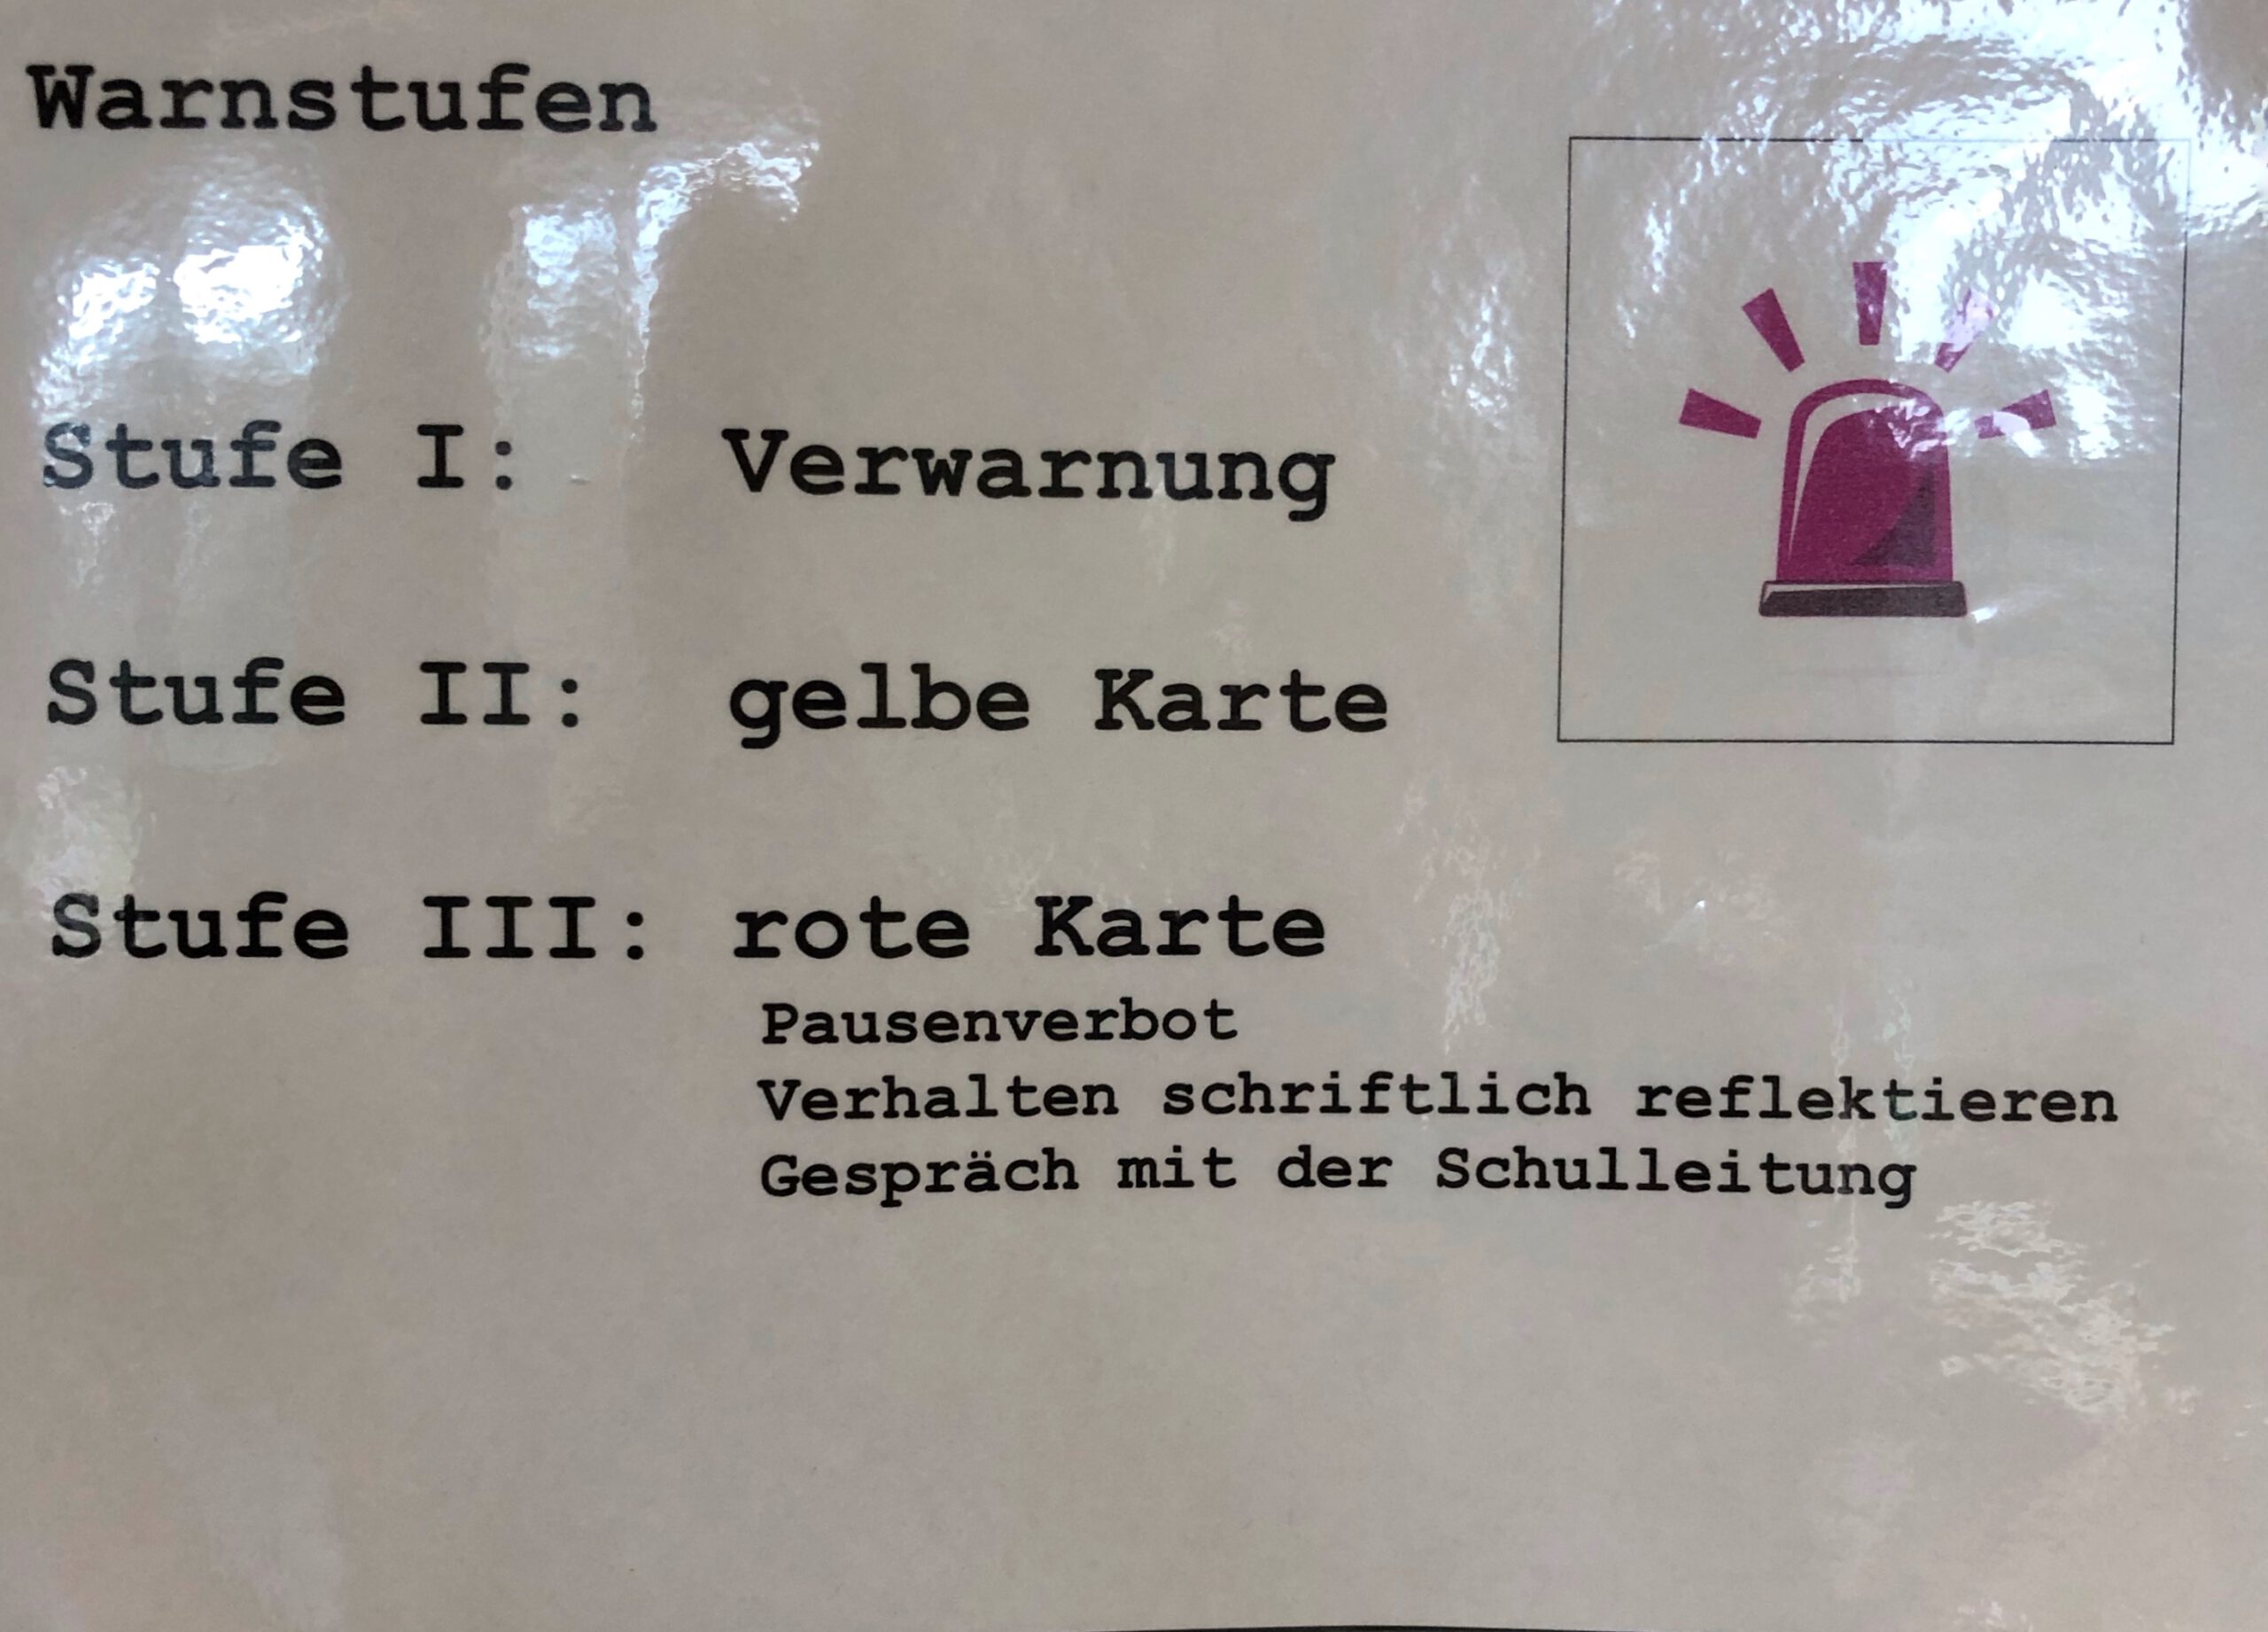 Warnstufen
Stufe I: Verwarnung
Stufe II: gelbe Karte
Stufe III: rote Karte
Pausenverbot
Verhalten schriftlich reflektieren
Gespräch mit der Schulleitung